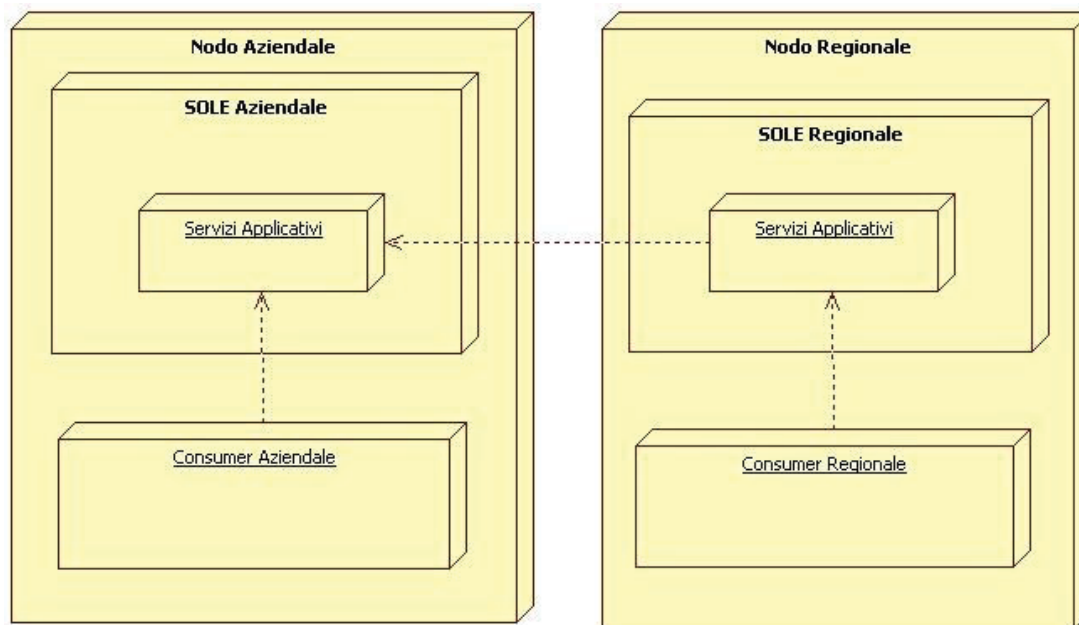 Nodo Aziendale
SOLE Aziendale
Servizi Applicativi
Consumer Aziendale
Nodo Regionale
SOLE Regionale
Servizi Applicativi
Consumer Regionale